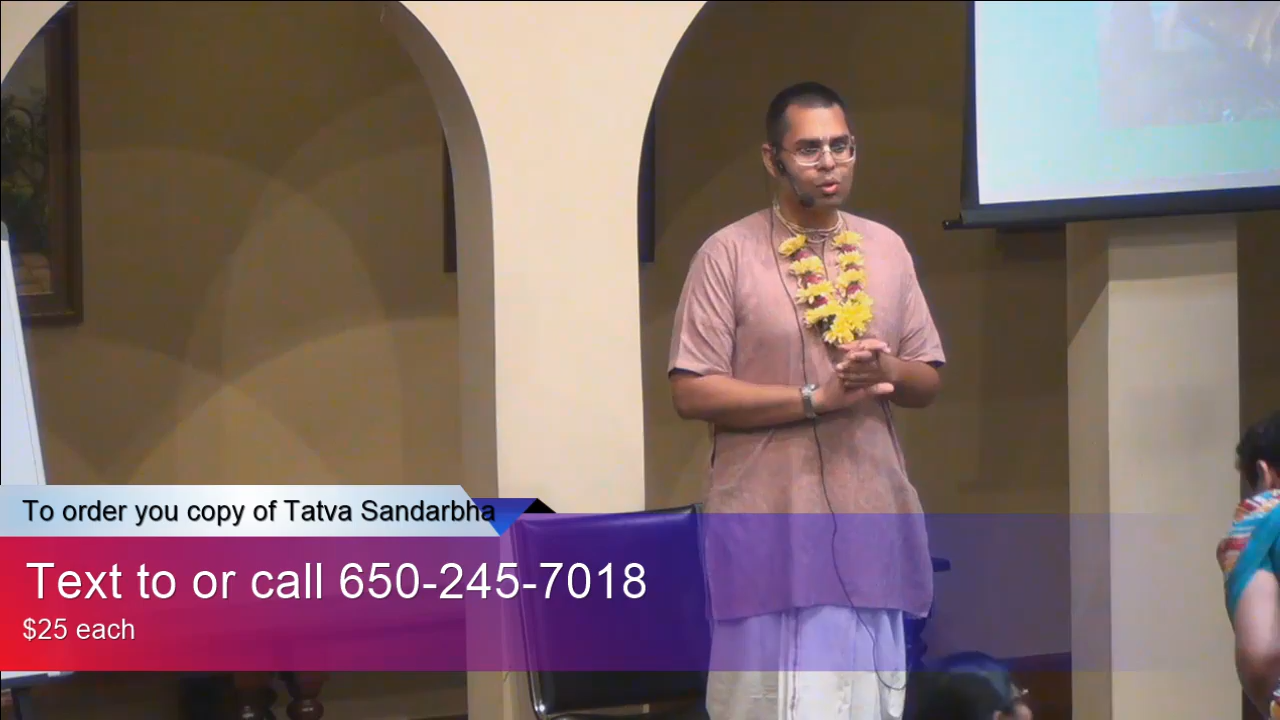 To order you copy of Tatva Sandarbha
Text to or call 650-245-7018
$25 each